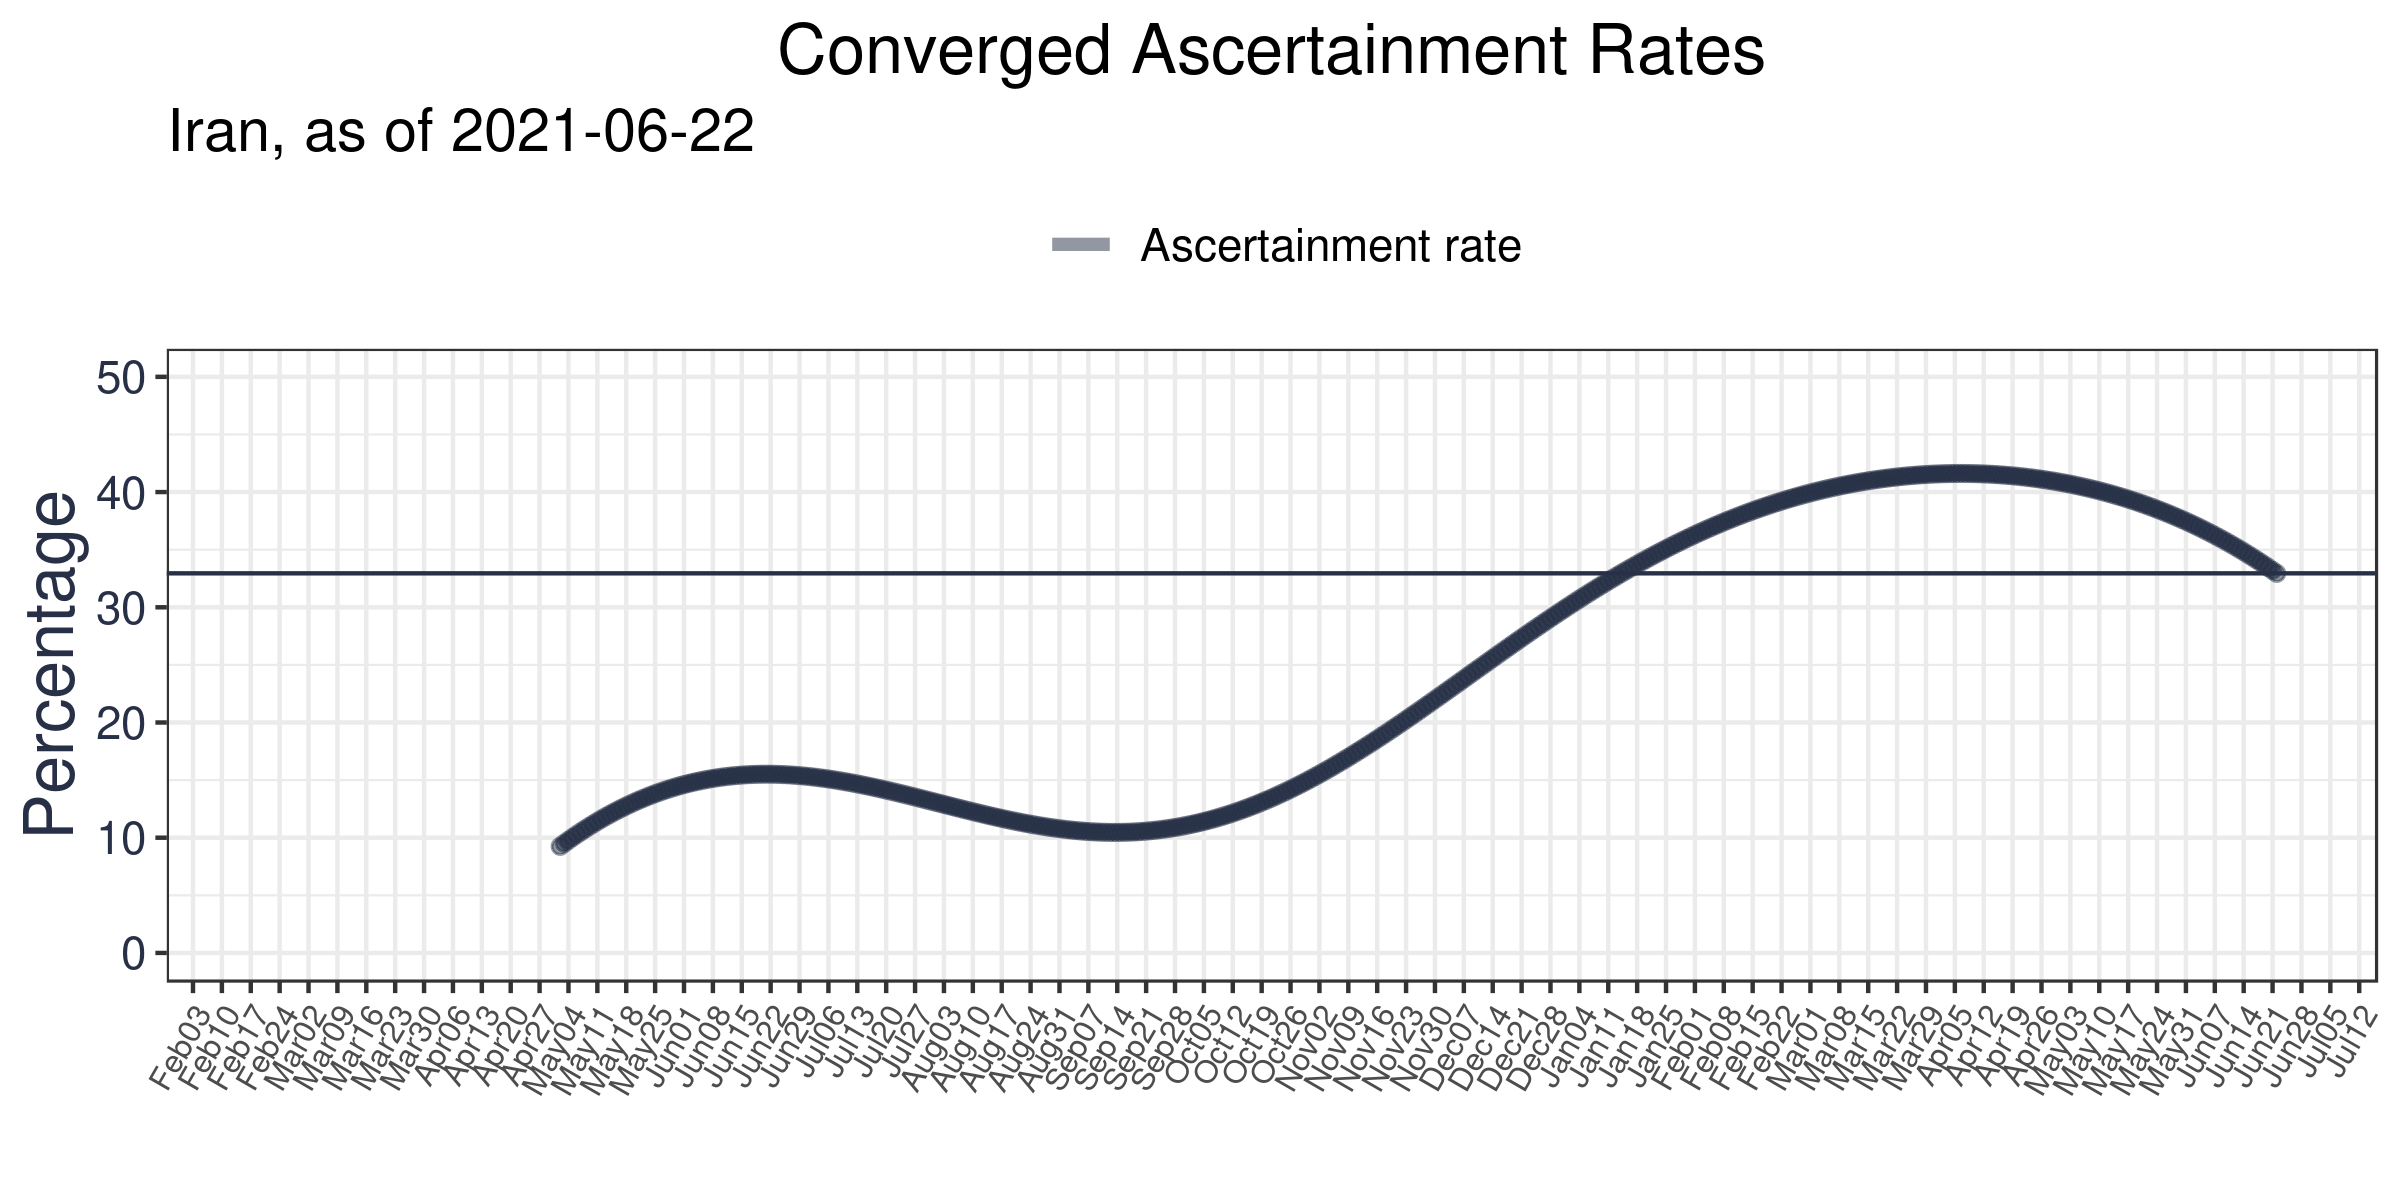 Converged Ascertainment Rates
Iran, as of 2021-06-22
Ascertainment rate
Percentage
50
40
30
20
10
0
Feb03 Feb10 Feb17 Feb24 Mar02 Mar09 Mar16 Mar23 Mar30 Apr06 Apr13 Apr20 Apr27 May04 May11 May18 May25 Jun01 Jun08 Jun15 Jun22 Jun29 Jul06 Jul13 Jul20 Jul27 Aug03 Aug10 Aug17 Aug24 Aug31 Sep07 Sep14 Sep21 Sep28 Oct05 Oct12 Oct19 Oct26 Nov02 Nov09 Nov16 Nov23 Nov30 Dec07 Dec14 Dec21 Dec28 Jan04 Jan11 Jan18 Jan25 Feb01 Feb08 Feb15 Feb22 Mar01 Mar08 Mar15 Mar22 Mar29 Apr05 Apr12 Apr19 Apr26 May03 May10 May17 May24 May31 Jun07 Jun14 Jun21 Jun28 Jul05 Jul12